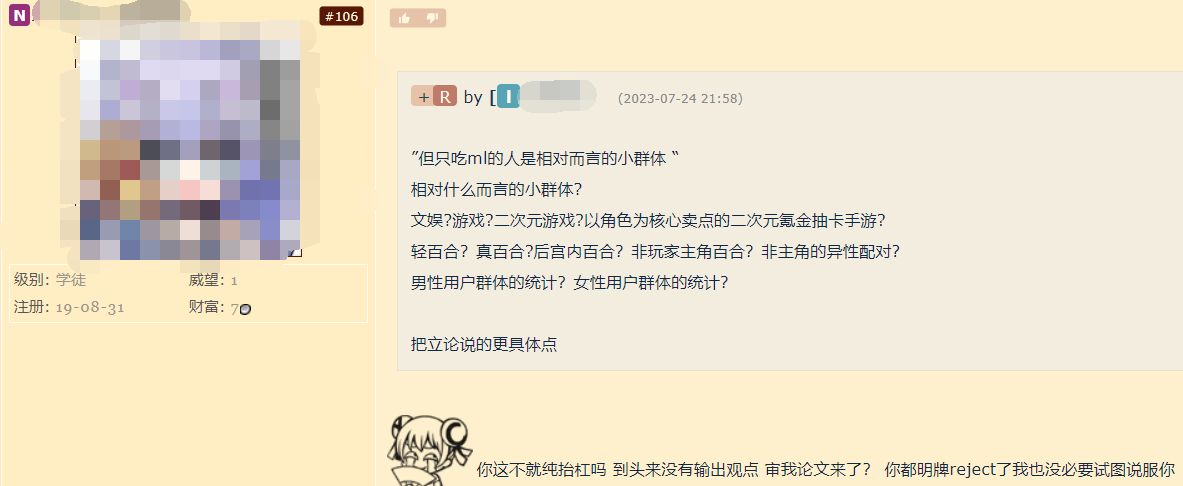 N
#106
级别: 学徒 威望: 1
注册: 19-08-31 财富: 7
+ R by [I (2023-07-24 21:58)
”但只吃ml的人是相对而言的小群体 “
相对什么而言的小群体?
文娱?游戏?二次元游戏?以角色为核心卖点的二次元氪金抽卡手游?
轻百合? 真百合?后宫内百合? 非玩家主角百合? 非主角的异性配对?
男性用户群体的统计? 女性用户群体的统计?
把立论说的更具体点
你这不就纯抬杠吗 到头来没有输出观点 审我论文来了? 你都明牌reject了我也没必要试图说服你